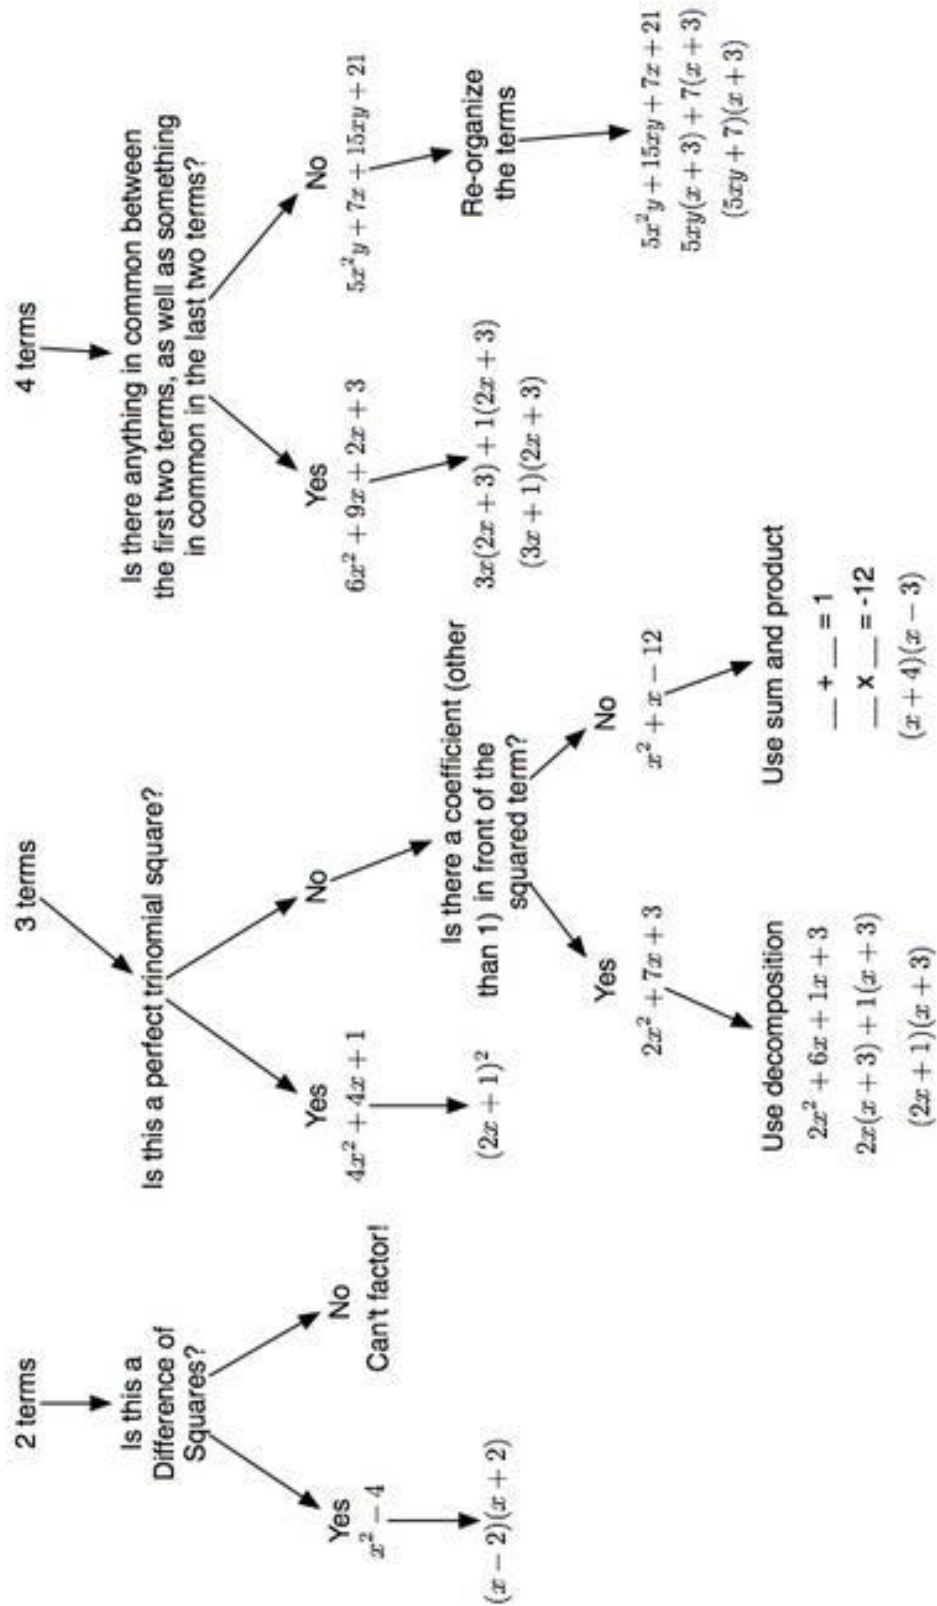 2 terms
Is this a
Difference of
Squares?
Yes
x² − 4
(x − 2)(x + 2)
No
Can't factor!
3 terms
Is this a perfect trinomial square?
Yes
4x² + 4x + 1
(2x + 1)²
No
Is there a coefficient (other
than 1) in front of the
squared term?
Yes
2x² + 7x + 3
Use decomposition
2x² + 6x + 1x + 3
2x(x + 3) + 1(x + 3)
(2x + 1)(x + 3)
No
x² + x − 12
Use sum and product
__ + __ = 1
__ x __ = -12
(x + 4)(x − 3)
4 terms
Is there anything in common between
the first two terms, as well as something
in common in the last two terms?
Yes
6x² + 9x + 2x + 3
3x(2x + 3) + 1(2x + 3)
(3x + 1)(2x + 3)
No
5x²y + 7x + 15xy + 21
Re-organize
the terms
5x²y + 15xy + 7x + 21
5xy(x + 3) + 7(x + 3)
(5xy + 7)(x + 3)